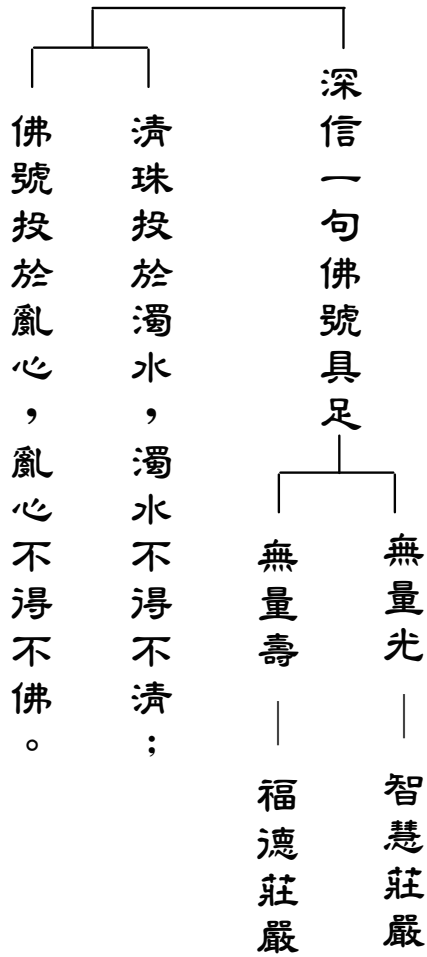 深信一句佛號具足
無量光
智慧莊嚴
無量壽
福德莊嚴
清珠投於濁水，濁水不得不清；
佛號投於亂心，亂心不得不佛。